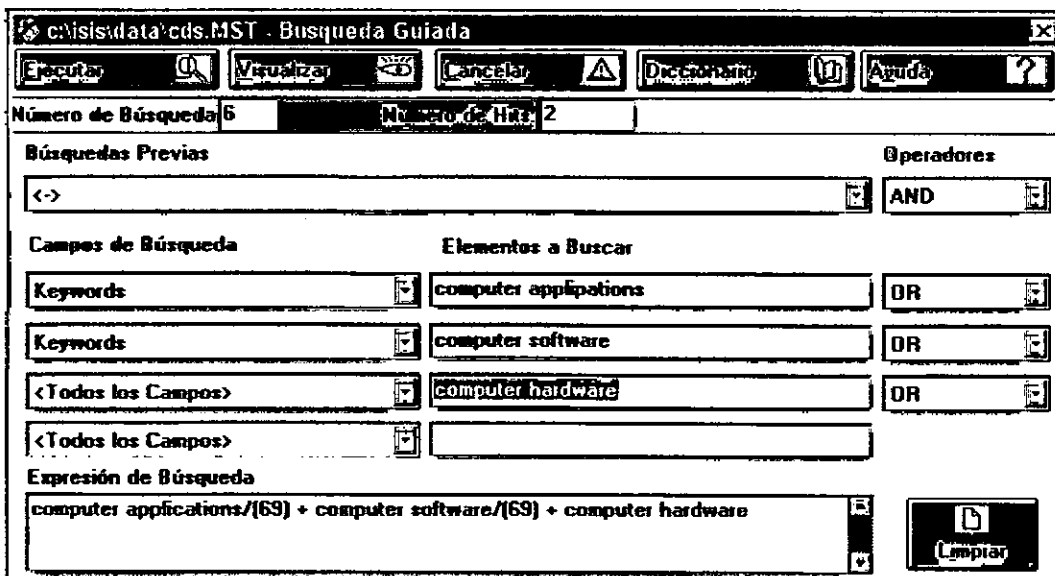 c:\isis\data\cds.MST - Busqueda Guiada
Ejecutar Visualizar Cancelar Diccionario Ayuda
Número de Búsqueda 6 Número de Hits 2
Búsquedas Previas Operadores
<-> AND
Campos de Búsqueda Elementos a Buscar
Keywords computer applipations OR
Keywords computer software OR
<Todos los Campos> computer hardware OR
<Todos los Campos>
Expresión de Búsqueda
computer applications/(69) + computer software/(69) + computer hardware
Limpiar